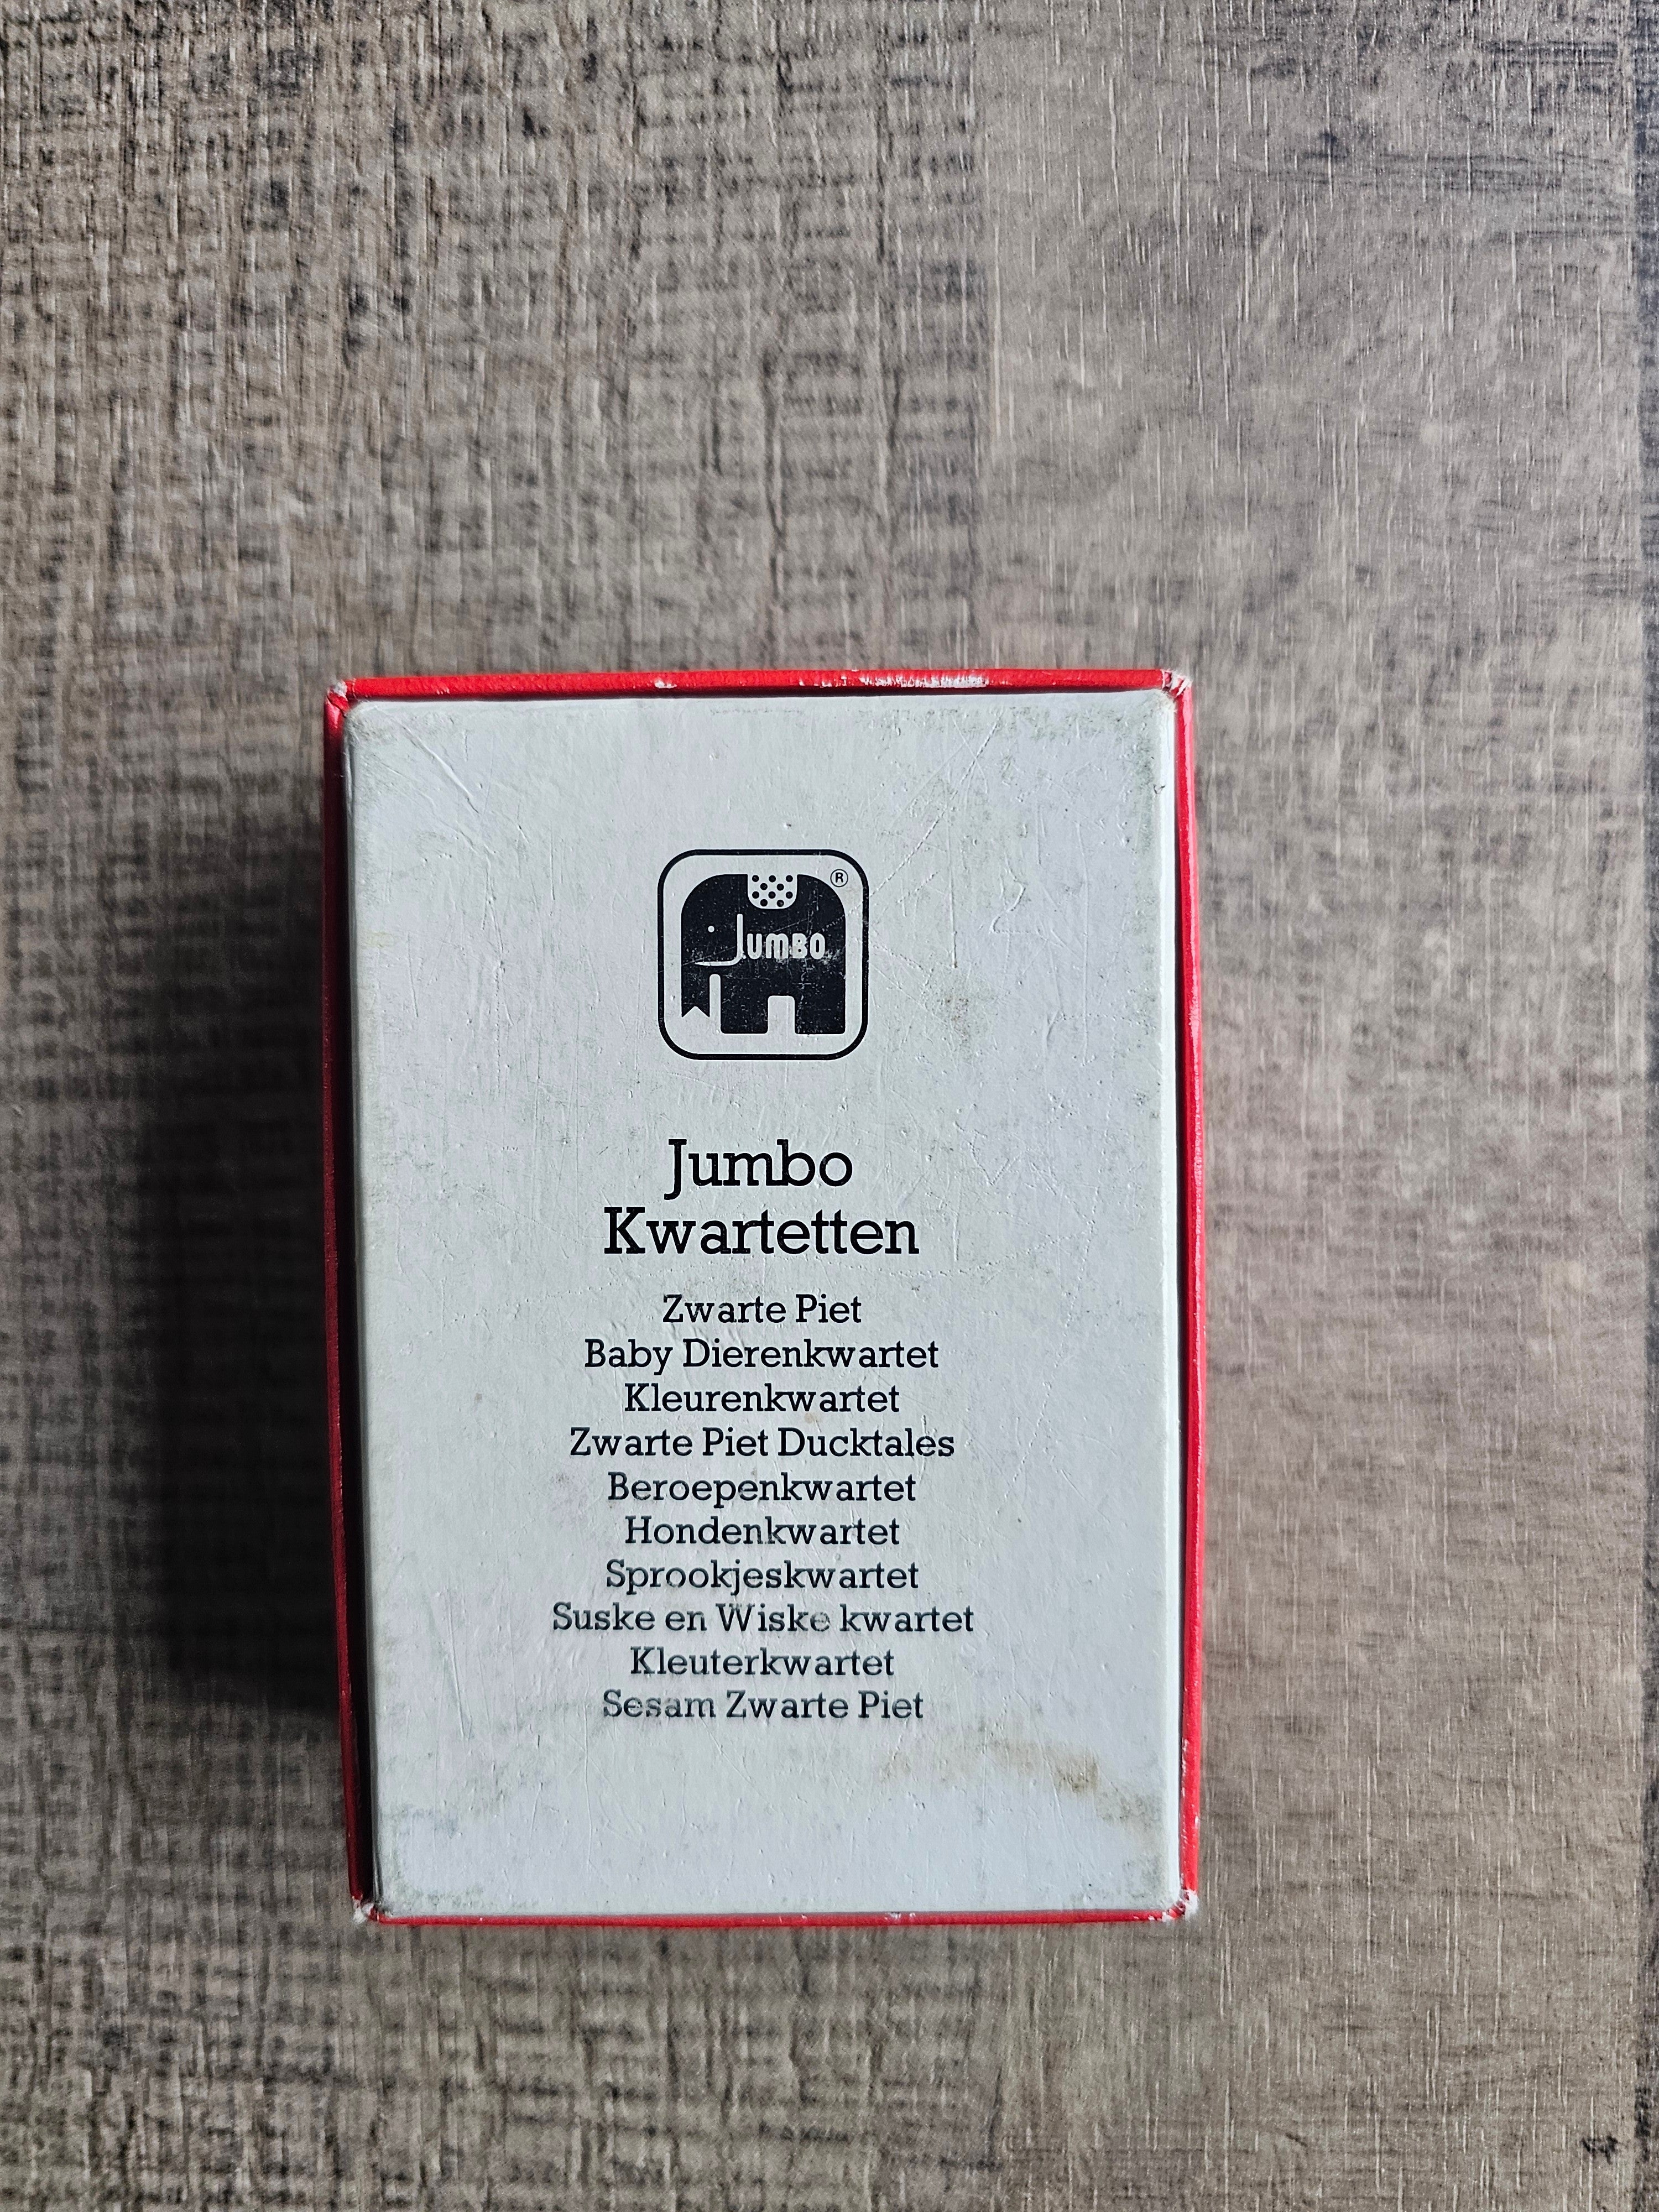 JUMBO
®
Jumbo
Kwartetten
Zwarte Piet
Baby Dierenkwartet
Kleurenkwartet
Zwarte Piet Ducktales
Beroepenkwartet
Hondenkwartet
Sprookjeskwartet
Suske en Wiske kwartet
Kleuterkwartet
Sesam Zwarte Piet